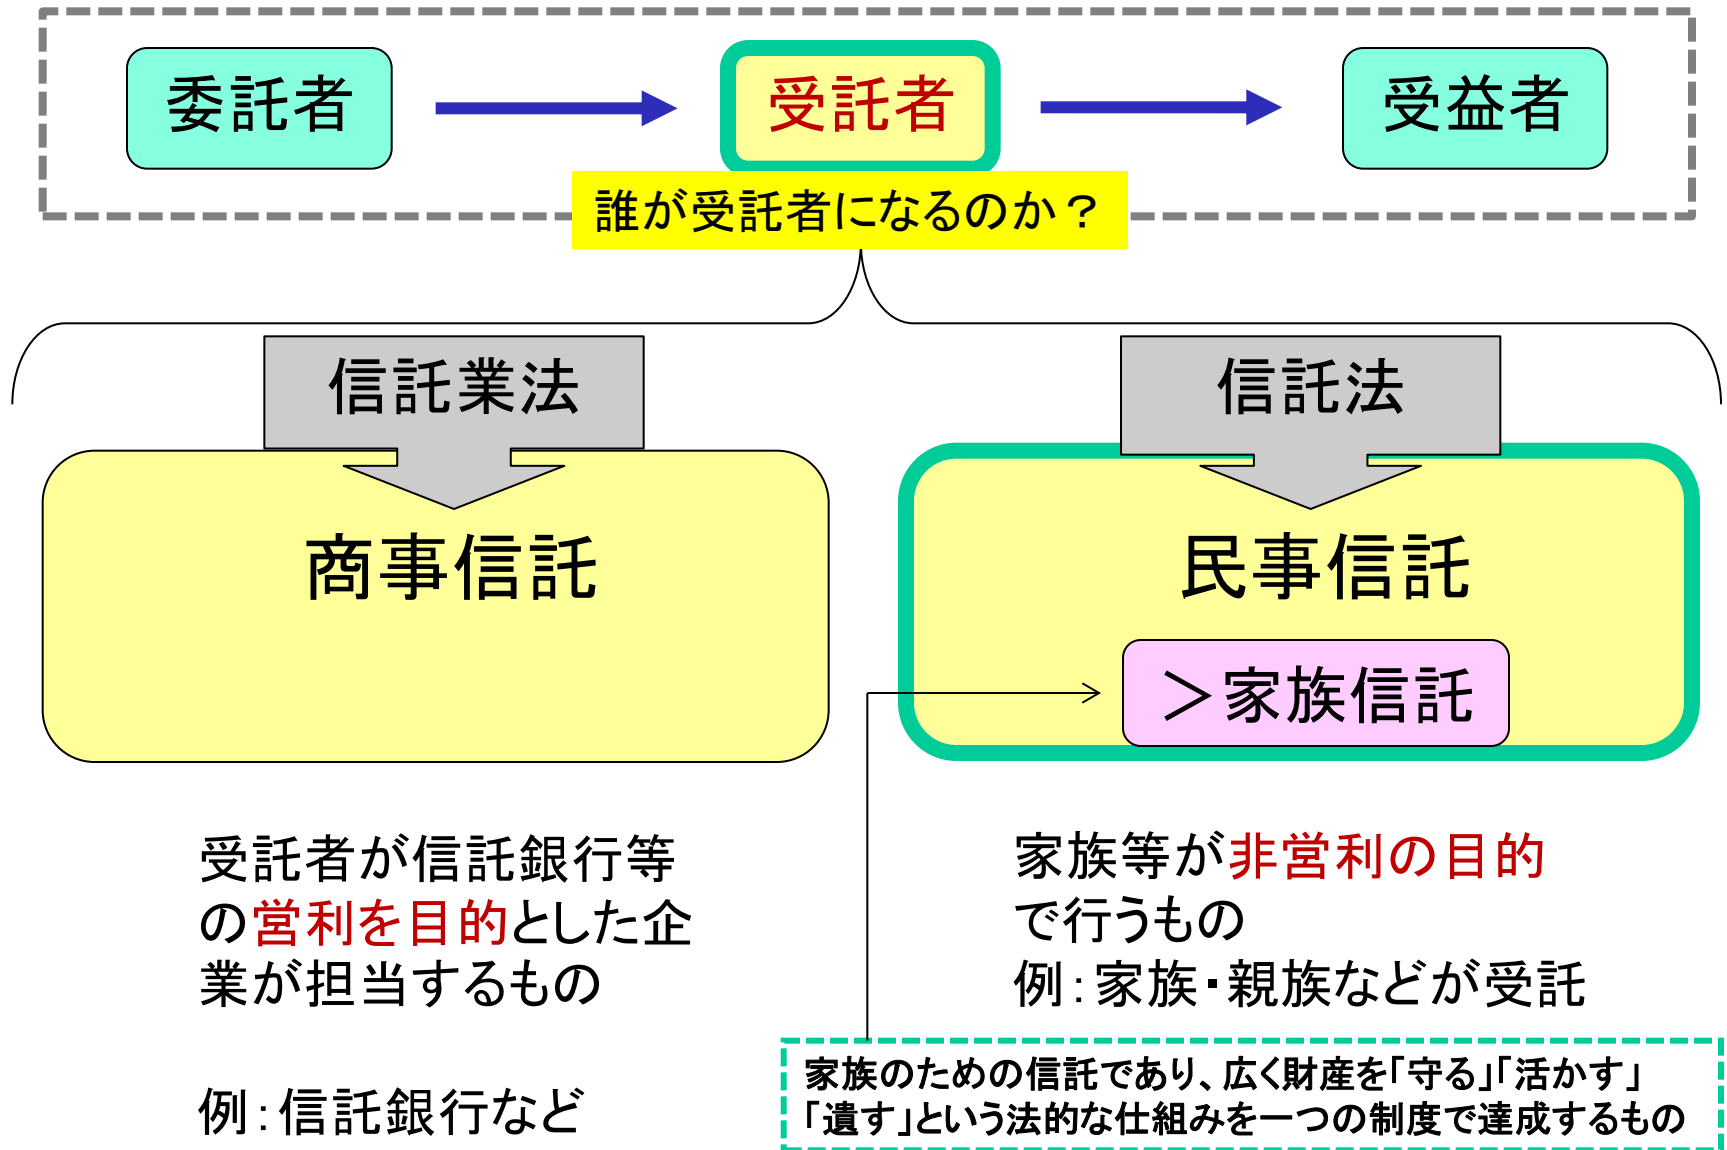 委託者
受託者
受益者
誰が受託者になるのか？
信託業法
信託法
商事信託
民事信託
＞家族信託
受託者が信託銀行等
の営利を目的とした企
業が担当するもの
例：信託銀行など
家族等が非営利の目的
で行うもの
例：家族・親族などが受託
家族のための信託であり、広く財産を「守る」「活かす」
「遺す」という法的な仕組みを一つの制度で達成するもの